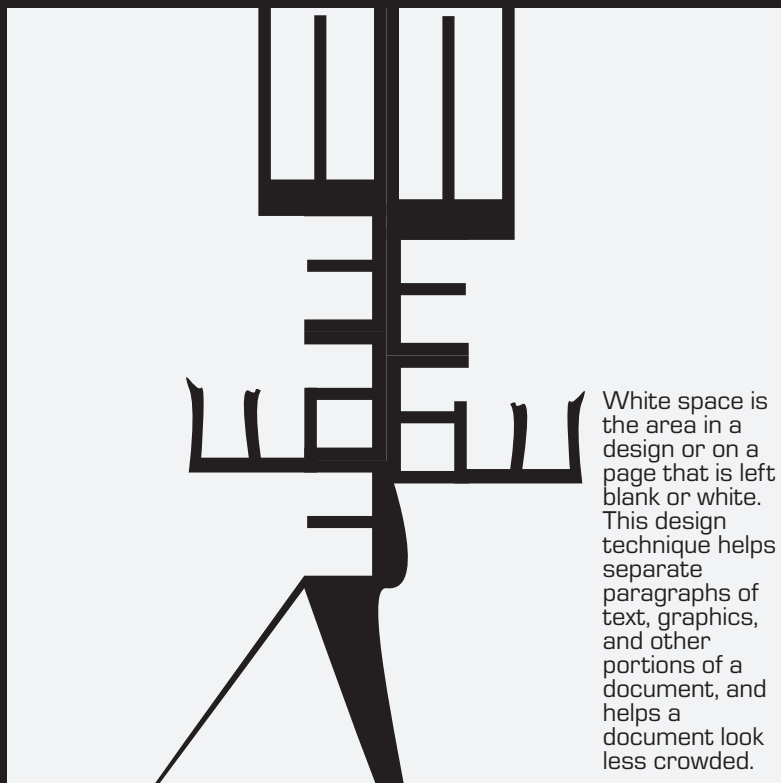 White space is
the area in a
design or on a
page that is left
blank or white.
This design
technique helps
separate
paragraphs of
text, graphics,
and other
portions of a
document, and
helps a
document look
less crowded.